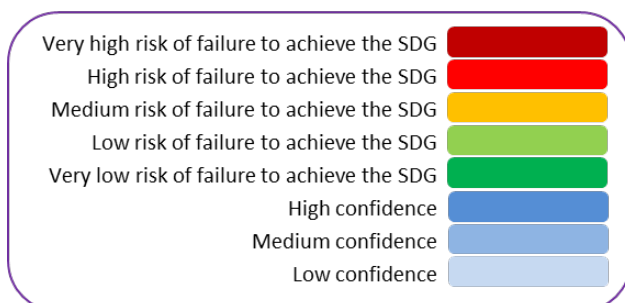 Very high risk of failure to achieve the SDG
High risk of failure to achieve the SDG
Medium risk of failure to achieve the SDG
Low risk of failure to achieve the SDG
Very low risk of failure to achieve the SDG
High confidence
Medium confidence
Low confidence